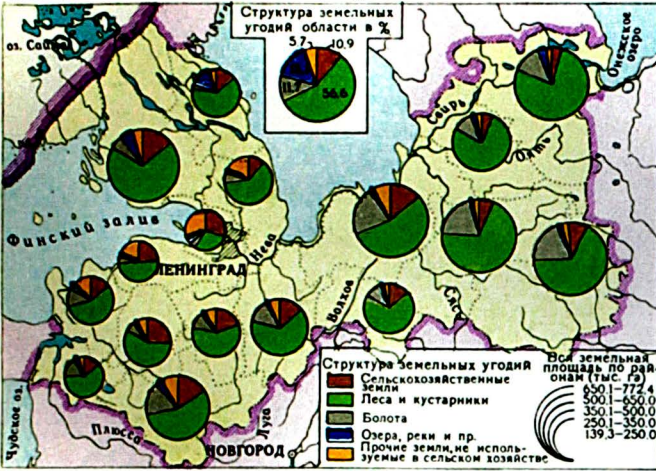 Структура земельных
угодий области в %
5.7
10.9
11.7
56.6
оз. Сайма
Онежское
озеро
Свирь
Оять
Финский залив
Нева
ЛЕНИНГРАД
Волхов
Сясь
Луга
Плюсса
Чудское оз.
НОВГОРОД
Структура земельных угодий
Сельскохозяйственные
земли
Леса и кустарники
Болота
Озера, реки и пр.
Прочие земли, не исполь-
зуемые в сельском хозяйстве
Вся земельная
площадь по рай-
онам (тыс. га)
650,1-772,4
500,1-650,0
350,1-500,0
250,1-350,0
139,3-250,0